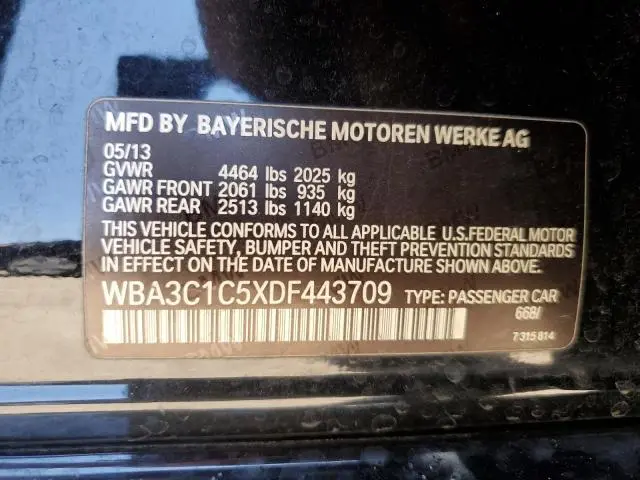 MFD BY BAYERISCHE MOTOREN WERKE AG
05/13
GVWR 4464 lbs 2025 kg
GAWR FRONT 2061 lbs 935 kg
GAWR REAR 2513 lbs 1140 kg
THIS VEHICLE CONFORMS TO ALL APPLICABLE U.S.FEDERAL MOTOR
VEHICLE SAFETY, BUMPER AND THEFT PREVENTION STANDARDS
IN EFFECT ON THE DATE OF MANUFACTURE SHOWN ABOVE.
WBA3C1C5XDF443709 TYPE: PASSENGER CAR
668/
7 315 814